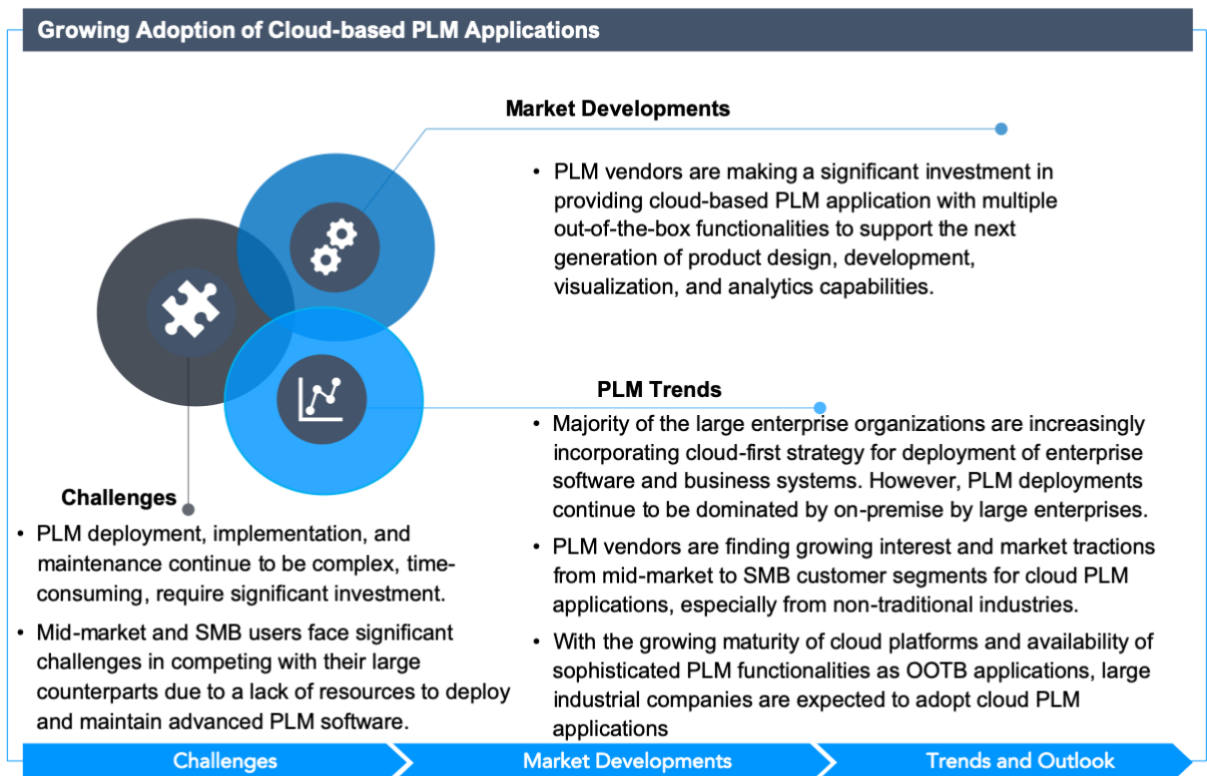 Growing Adoption of Cloud-based PLM Applications
Market Developments
• PLM vendors are making a significant investment in
providing cloud-based PLM application with multiple
out-of-the-box functionalities to support the next
generation of product design, development,
visualization, and analytics capabilities.
PLM Trends
• Majority of the large enterprise organizations are increasingly
incorporating cloud-first strategy for deployment of enterprise
software and business systems. However, PLM deployments
continue to be dominated by on-premise by large enterprises.
• PLM vendors are finding growing interest and market tractions
from mid-market to SMB customer segments for cloud PLM
applications, especially from non-traditional industries.
• With the growing maturity of cloud platforms and availability of
sophisticated PLM functionalities as OOTB applications, large
industrial companies are expected to adopt cloud PLM
applications
Challenges
• PLM deployment, implementation, and
maintenance continue to be complex, time-
consuming, require significant investment.
• Mid-market and SMB users face significant
challenges in competing with their large
counterparts due to a lack of resources to deploy
and maintain advanced PLM software.
Challenges
Market Developments
Trends and Outlook